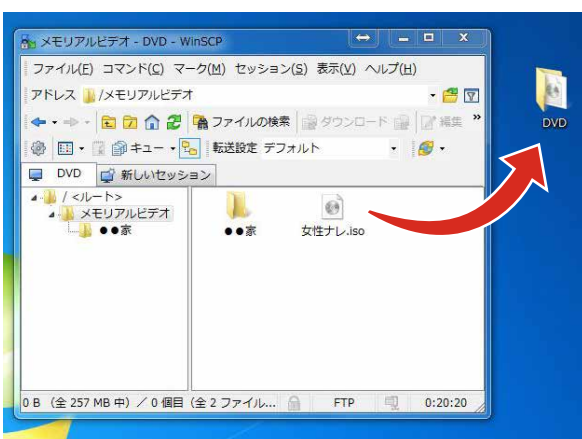 メモリアルビデオ - DVD - WinSCP
ファイル(F) コマンド(C) マーク(M) セッション(S) 表示(V) ヘルプ(H)
アドレス /メモリアルビデオ
ファイルの検索 ダウンロード 編集 »
キュー 転送設定 デフォルト
DVD 新しいセッション
/ <ルート>
メモリアルビデオ
●●家
●●家 女性ナレ.iso
0 B (全 257 MB 中) / 0 個目 (全 2 ファイル... FTP 0:20:20
DVD